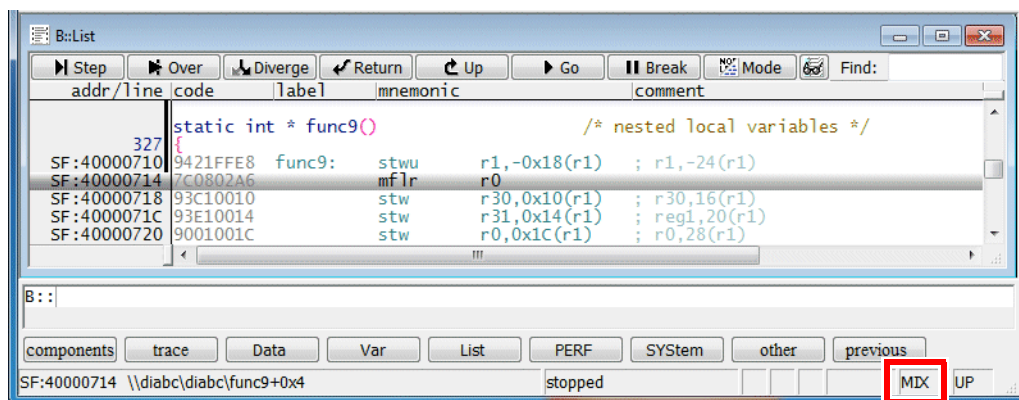 B::List
Step Over Diverge Return Up Go Break Mode Find:
addr/line code label mnemonic comment
static int * func9() /* nested local variables */
327 {
SF:40000710 9421FFE8 func9: stwu r1,-0x18(r1) ; r1,-24(r1)
SF:40000714 7C0802A6 mflr r0
SF:40000718 93C10010 stw r30,0x10(r1) ; r30,16(r1)
SF:4000071C 93E10014 stw r31,0x14(r1) ; reg1,20(r1)
SF:40000720 9001001C stw r0,0x1C(r1) ; r0,28(r1)
B::
components trace Data Var List PERF SYStem other previous
SF:40000714 \\diabc\diabc\func9+0x4 stopped MIX UP